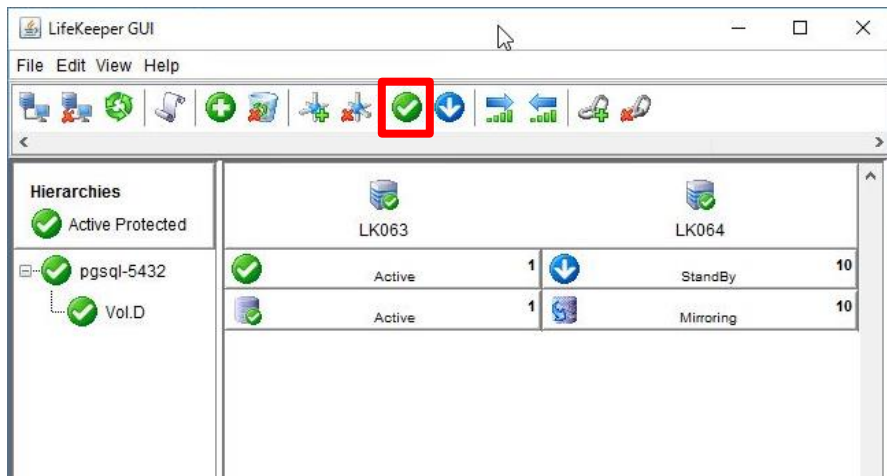 LifeKeeper GUI
File Edit View Help
Hierarchies
Active Protected
LK063
LK064
pgsql-5432
Active 1
StandBy 10
Vol.D
Active 1
Mirroring 10